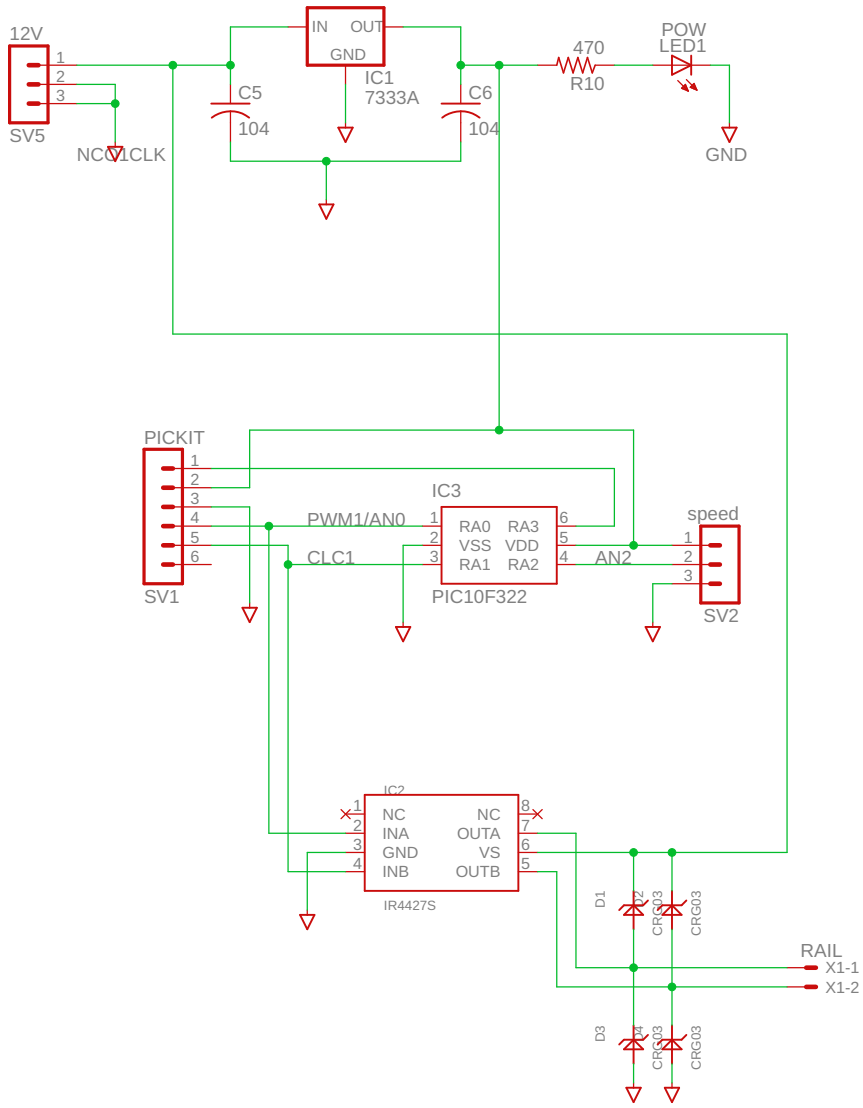 12V
1
2
3
SV5
NCO1CLK
IN OUT
GND
IC1
7333A
C5
104
C6
104
470
R10
POW
LED1
GND
PICKIT
1
2
3
4
5
6
SV1
PWM1/AN0
CLC1
IC3
1 RA0 RA3 6
2 VSS VDD 5
3 RA1 RA2 4
PIC10F322
AN2
speed
1
2
3
SV2
IC2
1 NC NC 8
2 INA OUTA 7
3 GND VS 6
4 INB OUTB 5
IR4427S
D1
CRG03
D2
CRG03
RAIL
X1-1
X1-2
D3
CRG03
D4
CRG03